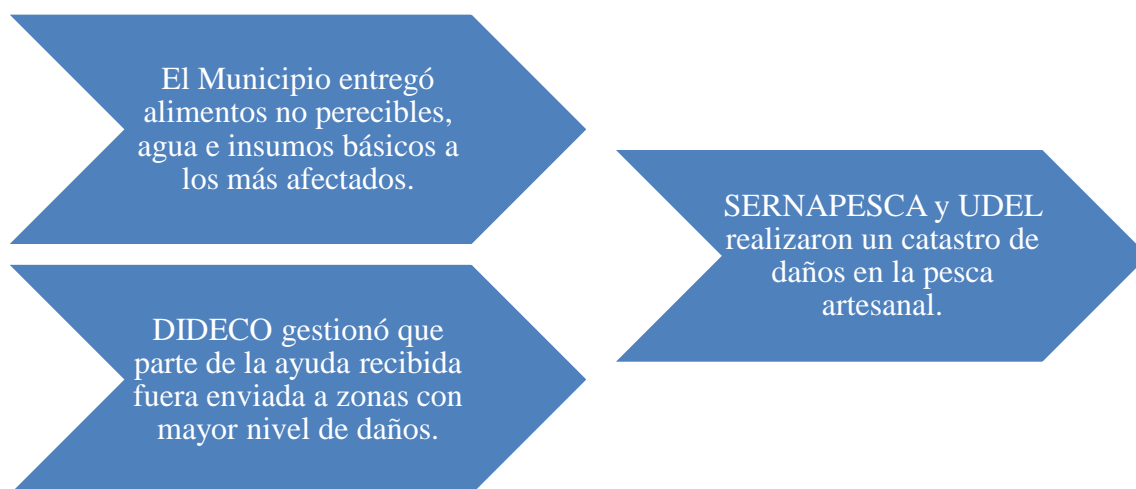 El Municipio entregó
alimentos no perecibles,
agua e insumos básicos a
los más afectados.
DIDECO gestionó que
parte de la ayuda recibida
fuera enviada a zonas con
mayor nivel de daños.
SERNAPESCA y UDEL
realizaron un catastro de
daños en la pesca
artesanal.